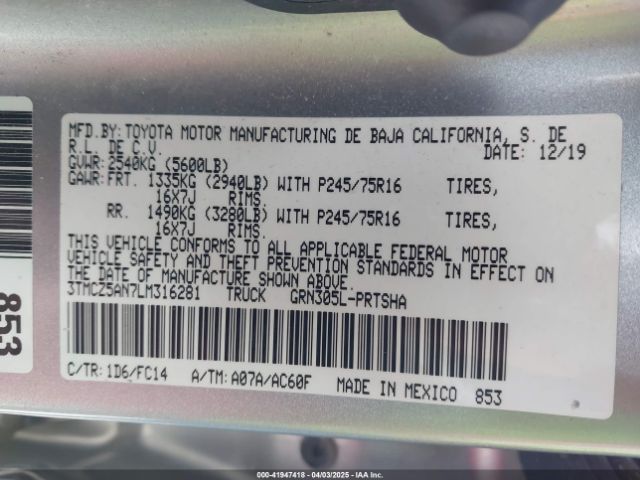 MFD.BY: TOYOTA MOTOR MANUFACTURING DE BAJA CALIFORNIA, S. DE
R.L. DE C.V. DATE: 12/19
GVWR: 2540KG (5600LB)
GAWR: FRT. 1335KG (2940LB) WITH P245/75R16 TIRES,
16X7J RIMS.
RR. 1490KG (3280LB) WITH P245/75R16 TIRES,
16X7J RIMS.
THIS VEHICLE CONFORMS TO ALL APPLICABLE FEDERAL MOTOR
VEHICLE SAFETY AND THEFT PREVENTION STANDARDS IN EFFECT ON
THE DATE OF MANUFACTURE SHOWN ABOVE.
3TMCZ5AN7LM316281 TRUCK GRN305L-PRTSHA
C/TR: 1D6/FC14 A/TM: A07A/AC60F MADE IN MEXICO 853
853
000-41947418 - 04/03/2025 - IAAI (Canada) Inc.